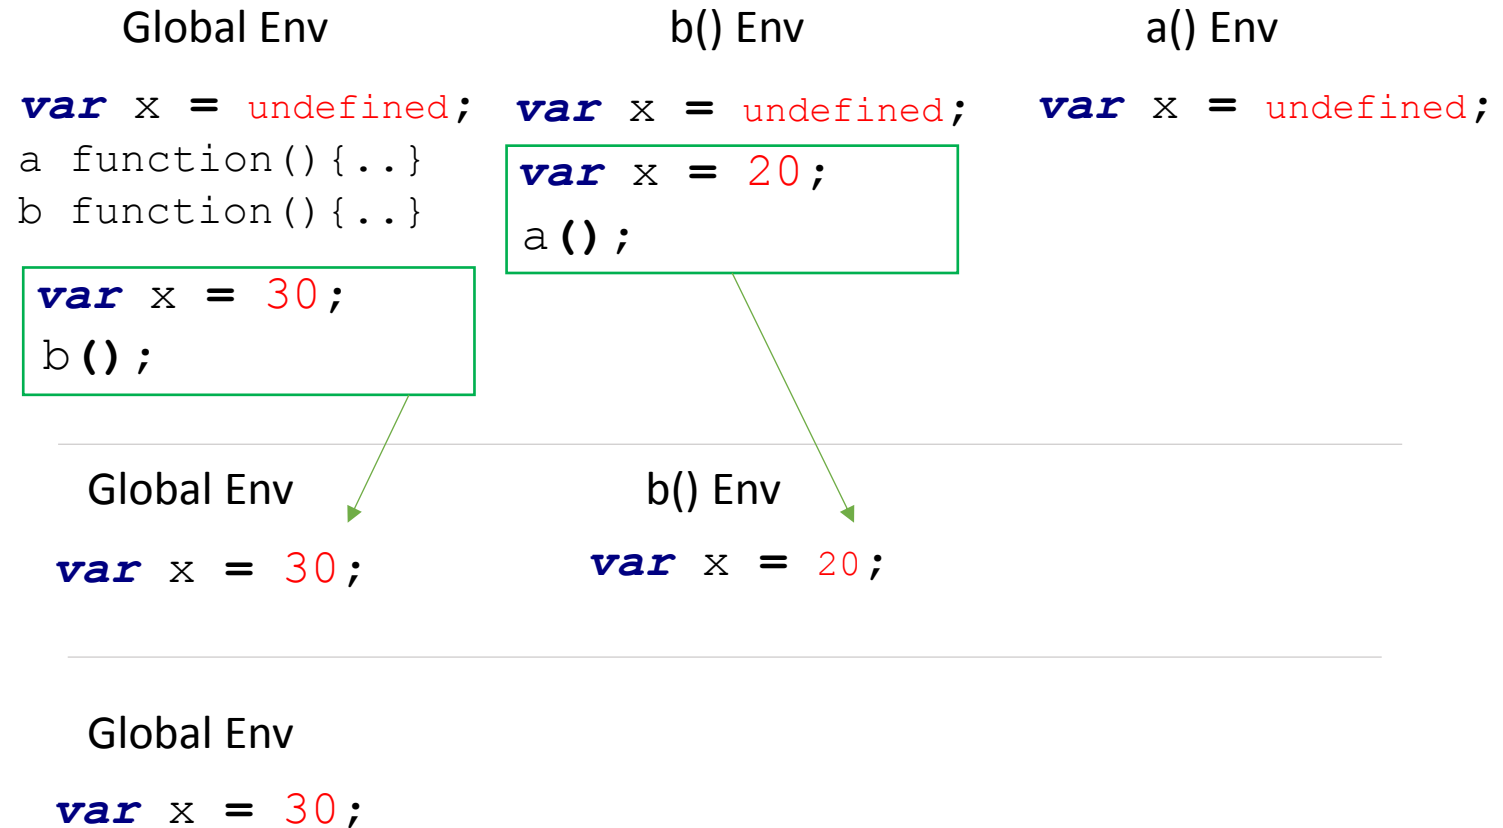 Global Env
var x = undefined;
a function(){..}
b function(){..}
var x = 30;
b();
b() Env
var x = undefined;
var x = 20;
a();
a() Env
var x = undefined;
Global Env
var x = 30;
b() Env
var x = 20;
Global Env
var x = 30;